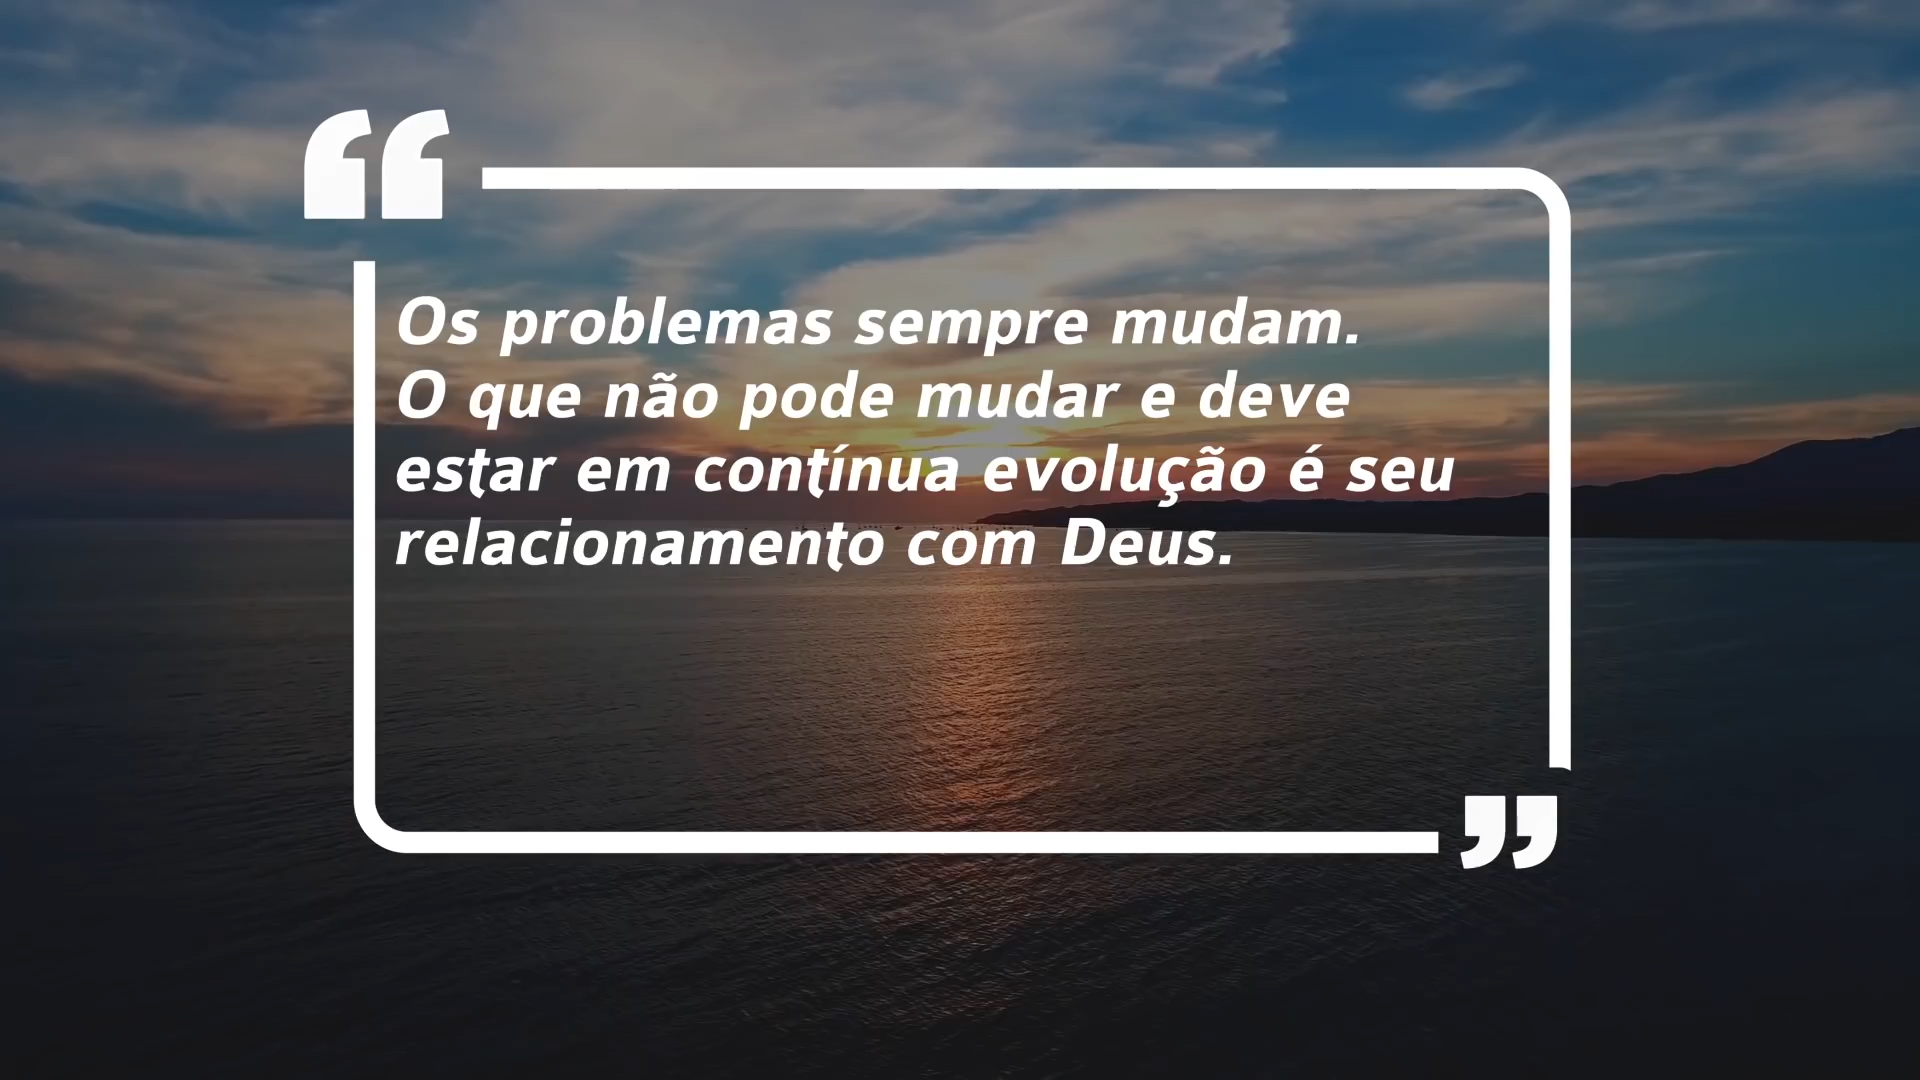 Os problemas sempre mudam.
O que não pode mudar e deve
estar em contínua evolução é seu
relacionamento com Deus.